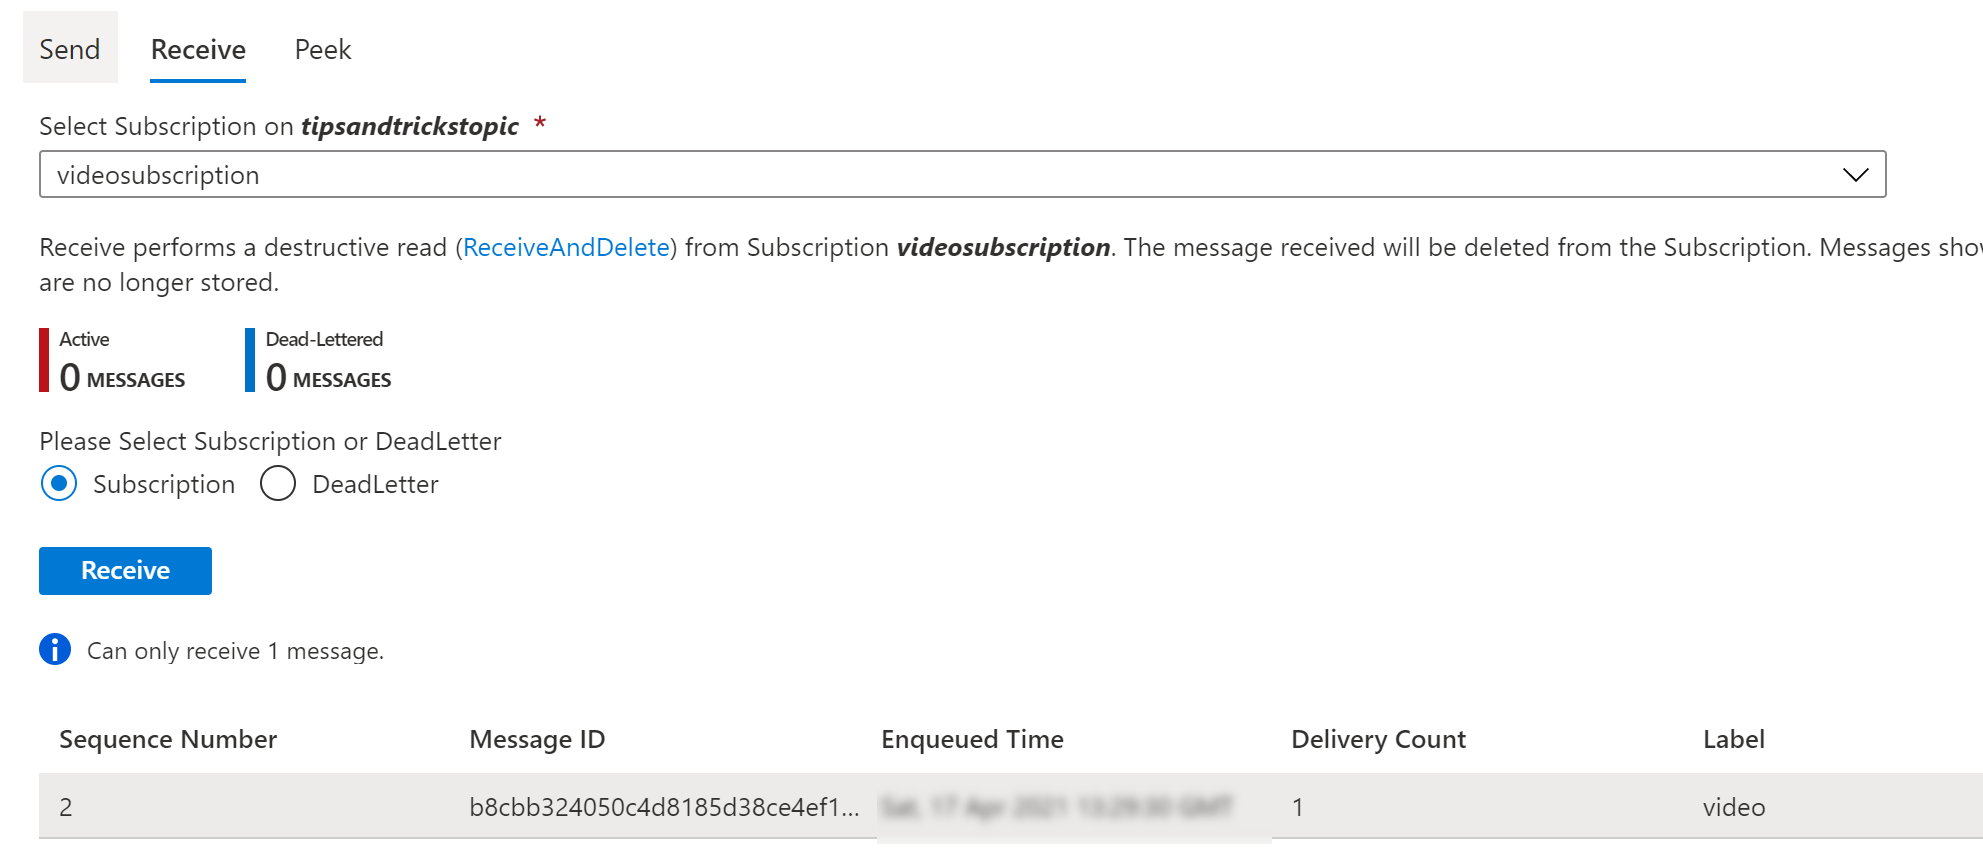 Send Receive Peek
Select Subscription on tipsandtrickstopic *
videosubscription
Receive performs a destructive read (ReceiveAndDelete) from Subscription videosubscription. The message received will be deleted from the Subscription. Messages
are no longer stored.
Active Dead-Lettered
0 MESSAGES 0 MESSAGES
Please Select Subscription or DeadLetter
Subscription DeadLetter
Receive
Can only receive 1 message.
Sequence Number Message ID Enqueued Time Delivery Count Label
2 b8cbb324050c4d8185d38ce4ef1... 1 video